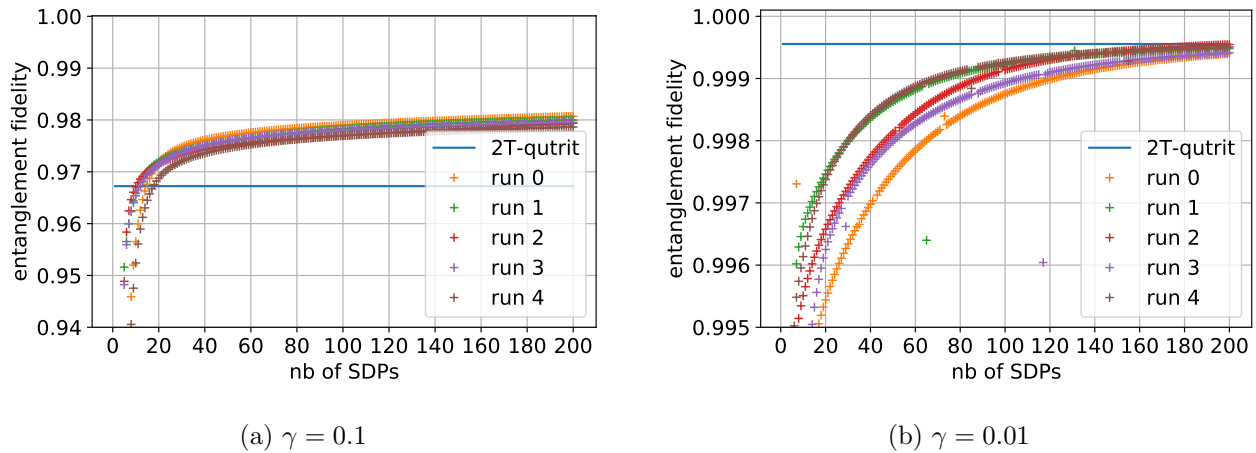 1.00
0.99
0.98
0.97
0.96
0.95
0.94
entanglement fidelity
0 20 40 60 80 100 120 140 160 180 200
nb of SDPs
2T-qutrit
run 0
run 1
run 2
run 3
run 4
(a) γ = 0.1
1.000
0.999
0.998
0.997
0.996
0.995
entanglement fidelity
0 20 40 60 80 100 120 140 160 180 200
nb of SDPs
2T-qutrit
run 0
run 1
run 2
run 3
run 4
(b) γ = 0.01